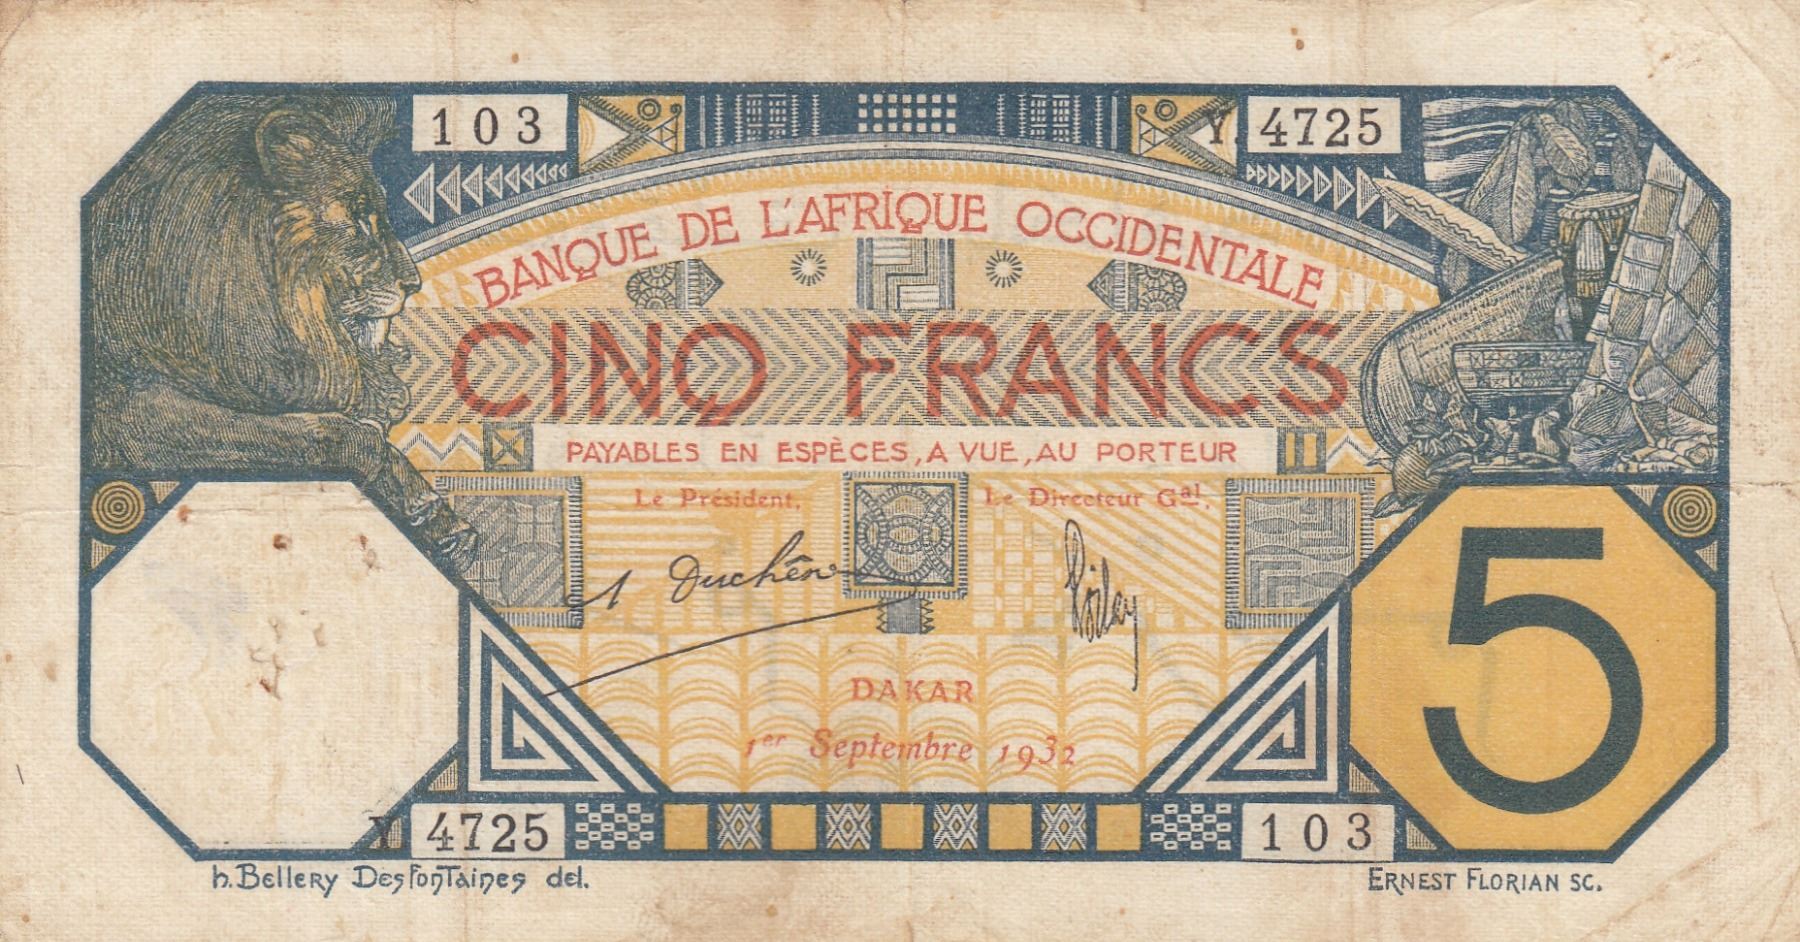 103
Y. 4725
BANQUE DE L'AFRIQUE OCCIDENTALE
CINQ FRANCS
PAYABLES EN ESPÈCES, A VUE, AU PORTEUR
Le Président,
Le Directeur Gal,
A Duchêne
DAKAR
1er Septembre 1932
5
Y 4725
103
h. Bellery Desfontaines del.
ERNEST FLORIAN SC.